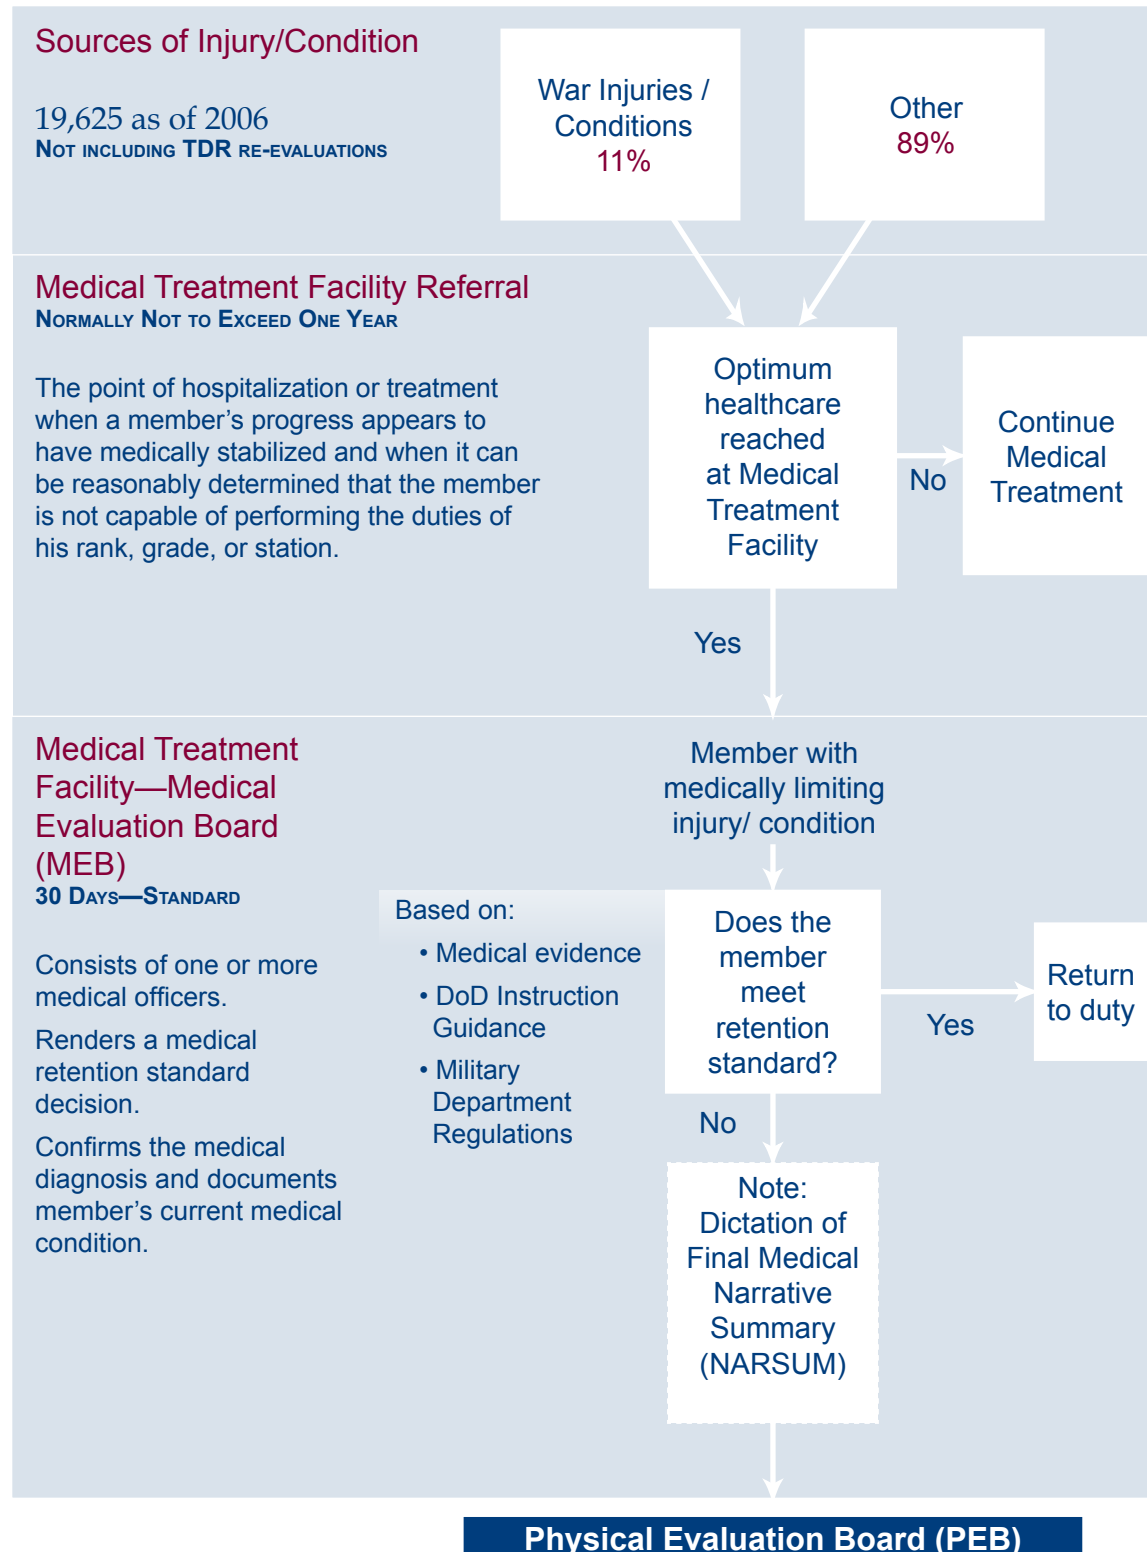 Sources of Injury/Condition
19,625 as of 2006
NOT INCLUDING TDR RE-EVALUATIONS
War Injuries /
Conditions
11%
Other
89%
Medical Treatment Facility Referral
NORMALLY NOT TO EXCEED ONE YEAR
The point of hospitalization or treatment
when a member’s progress appears to
have medically stabilized and when it can
be reasonably determined that the member
is not capable of performing the duties of
his rank, grade, or station.
Optimum
healthcare
reached
at Medical
Treatment
Facility
No
Continue
Medical
Treatment
Yes
Medical Treatment
Facility—Medical
Evaluation Board
(MEB)
30 DAYS—STANDARD
Consists of one or more
medical officers.
Renders a medical
retention standard
decision.
Confirms the medical
diagnosis and documents
member’s current medical
condition.
Member with
medically limiting
injury/ condition
Based on:
• Medical evidence
• DoD Instruction
Guidance
• Military
Department
Regulations
Does the
member
meet
retention
standard?
Yes
Return
to duty
No
Note:
Dictation of
Final Medical
Narrative
Summary
(NARSUM)
Physical Evaluation Board (PEB)